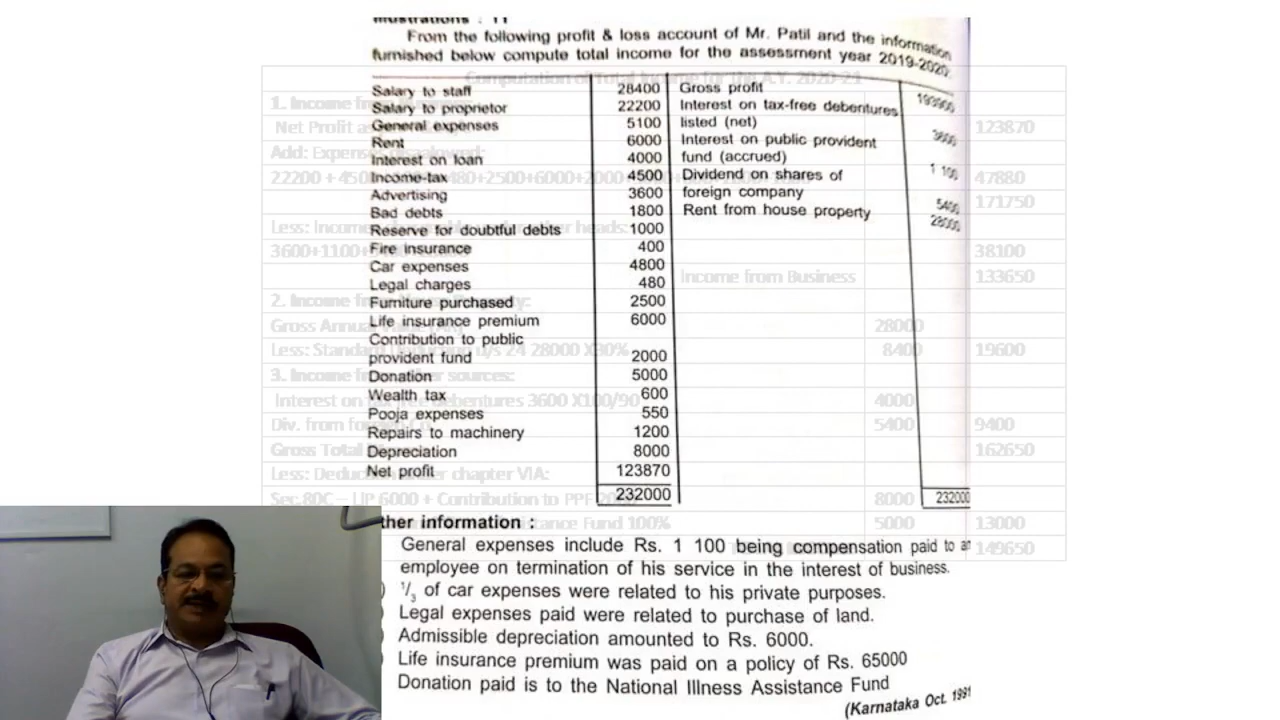 Illustrations : 11
From the following profit & loss account of Mr. Patil and the information
furnished below compute total income for the assessment year 2019-2020.
Computation of Total Income for the A.Y. 2020-21
Salary to staff 28400 Gross profit 193900
Salary to proprietor 22200 Interest on tax-free debentures
General expenses 5100 listed (net) 3600
Rent 6000 Interest on public provident
Interest on loan 4000 fund (accrued) 1 100
Income-tax 4500 Dividend on shares of
Advertising 3600 foreign company 5400
Bad debts 1800 Rent from house property 28000
Reserve for doubtful debts 1000
Fire insurance 400
Car expenses 4800
Legal charges 480
Furniture purchased 2500
Life insurance premium 6000
Contribution to public
provident fund 2000
Donation 5000
Wealth tax 600
Pooja expenses 550
Repairs to machinery 1200
Depreciation 8000
Net profit 123870
232000 232000
1. Income from
Net Profit as 123870
Add: Expenses disallowed:
22200 + 450 480+2500+6000+2000 47880
171750
Less: Income other heads:
3600+1100+ 38100
Income from Business 133650
2. Income from
Gross Annual 28000
Less: Standard u/s 24 28000 X30% 8400 19600
3. Income from other sources:
Interest on debentures 3600 X100/90 4000
Div. from 5400 9400
Gross Total 162650
Less: Deduction under chapter VIA:
Sec.80C – LIP 6000 + Contribution to PPF 8000
Assistance Fund 100% 5000 13000
149650
ther information :
General expenses include Rs. 1 100 being compensation paid to an
employee on termination of his service in the interest of business.
) 1/3 of car expenses were related to his private purposes.
Legal expenses paid were related to purchase of land.
Admissible depreciation amounted to Rs. 6000.
Life insurance premium was paid on a policy of Rs. 65000
Donation paid is to the National Illness Assistance Fund
(Karnataka Oct. 1991